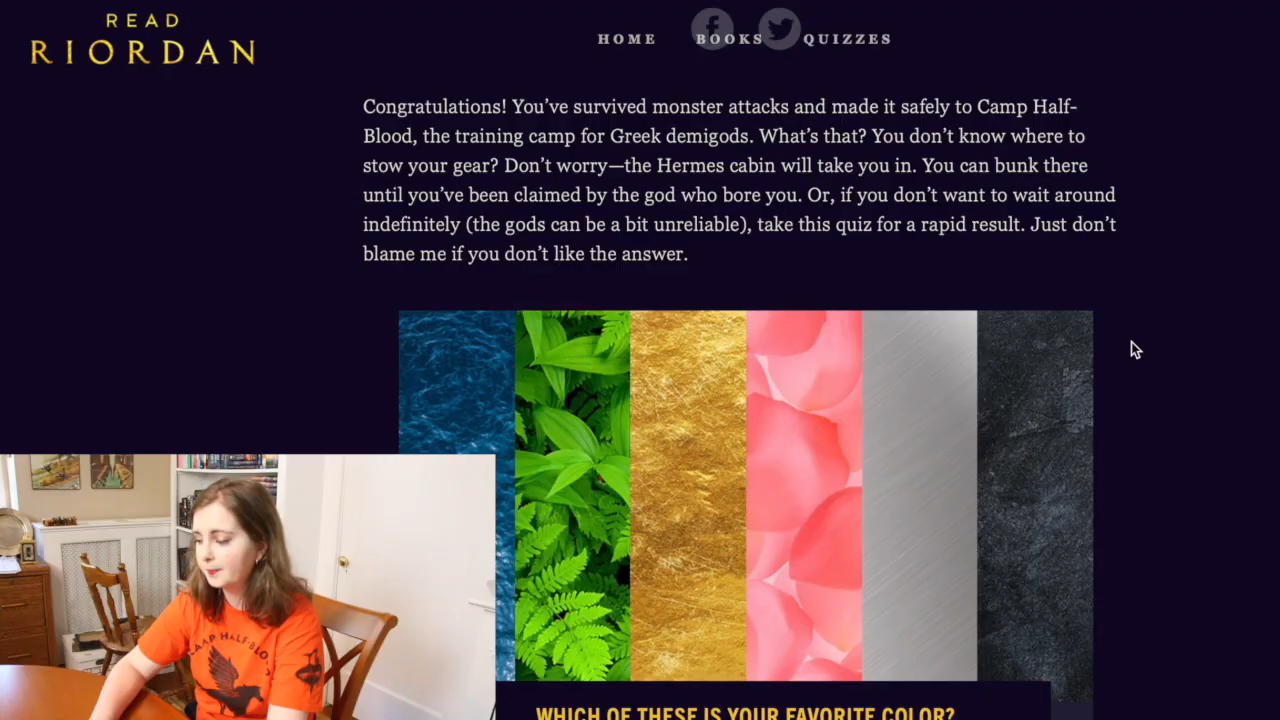 READ
RIORDAN
HOME BOOKS QUIZZES
Congratulations! You’ve survived monster attacks and made it safely to Camp Half-
Blood, the training camp for Greek demigods. What’s that? You don’t know where to
stow your gear? Don’t worry—the Hermes cabin will take you in. You can bunk there
until you’ve been claimed by the god who bore you. Or, if you don’t want to wait around
indefinitely (the gods can be a bit unreliable), take this quiz for a rapid result. Just don’t
blame me if you don’t like the answer.
CAMP HALF-BLO
WHICH OF THESE IS YOUR FAVORITE COLOR?